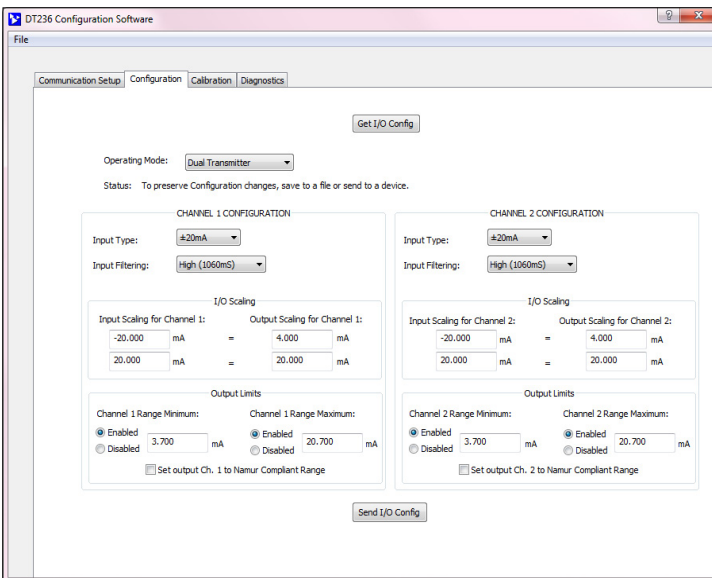 DT236 Configuration Software
File
Communication Setup Configuration Calibration Diagnostics
Get I/O Config
Operating Mode: Dual Transmitter
Status: To preserve Configuration changes, save to a file or send to a device.
CHANNEL 1 CONFIGURATION
Input Type: ±20mA
Input Filtering: High (1060mS)
I/O Scaling
Input Scaling for Channel 1: Output Scaling for Channel 1:
-20.000 mA = 4.000 mA
20.000 mA = 20.000 mA
Output Limits
Channel 1 Range Minimum: Channel 1 Range Maximum:
Enabled
Disabled
3.700 mA
Enabled
Disabled
20.700 mA
Set output Ch. 1 to Namur Compliant Range
CHANNEL 2 CONFIGURATION
Input Type: ±20mA
Input Filtering: High (1060mS)
I/O Scaling
Input Scaling for Channel 2: Output Scaling for Channel 2:
-20.000 mA = 4.000 mA
20.000 mA = 20.000 mA
Output Limits
Channel 2 Range Minimum: Channel 2 Range Maximum:
Enabled
Disabled
3.700 mA
Enabled
Disabled
20.700 mA
Set output Ch. 2 to Namur Compliant Range
Send I/O Config